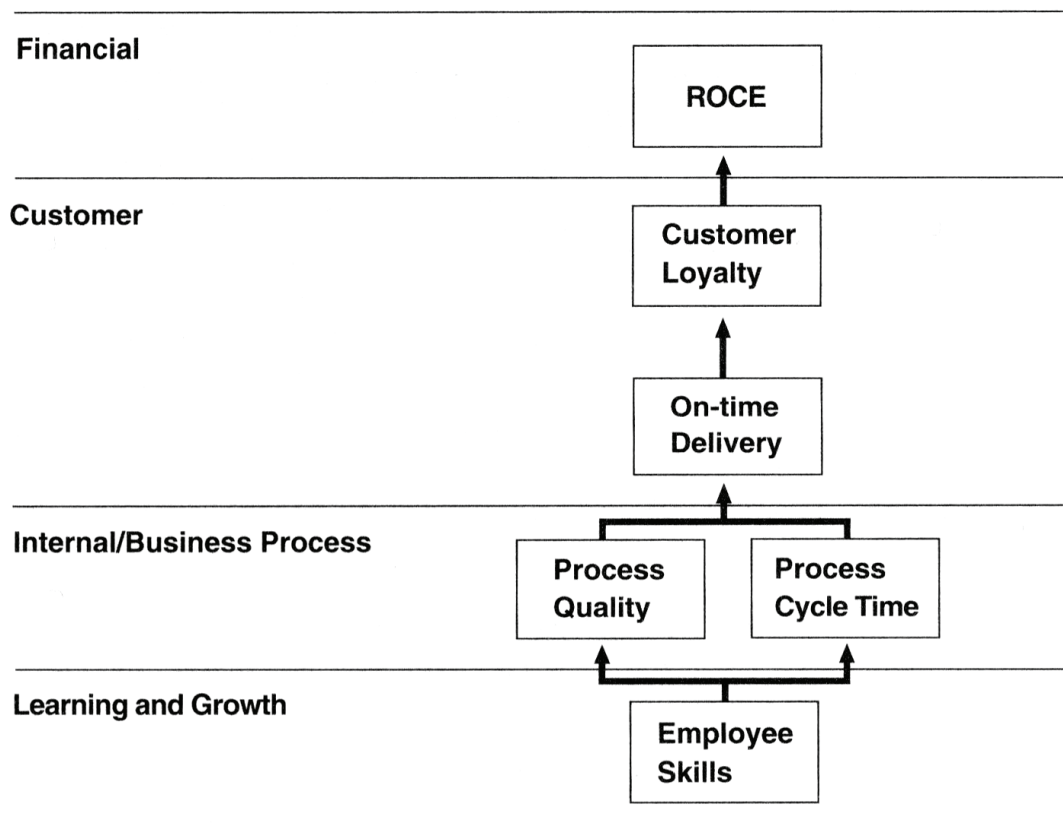 Financial
ROCE
Customer
Customer
Loyalty
On-time
Delivery
Internal/Business Process
Process
Quality
Process
Cycle Time
Learning and Growth
Employee
Skills